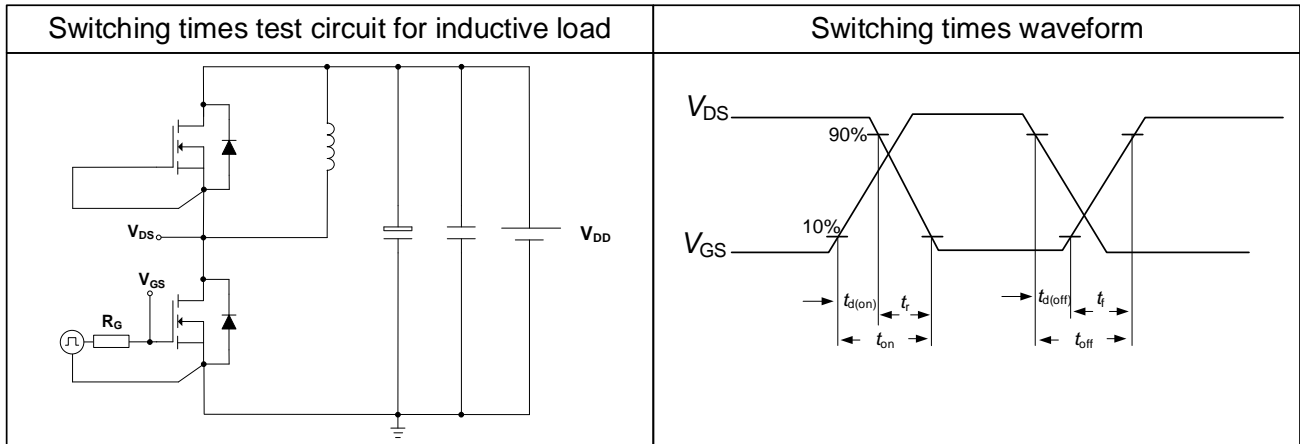 Switching times test circuit for inductive load
Switching times waveform
VDS
VGS
RG
VDD
VDS
90%
10%
VGS
td(on)
tr
ton
td(off)
tf
toff